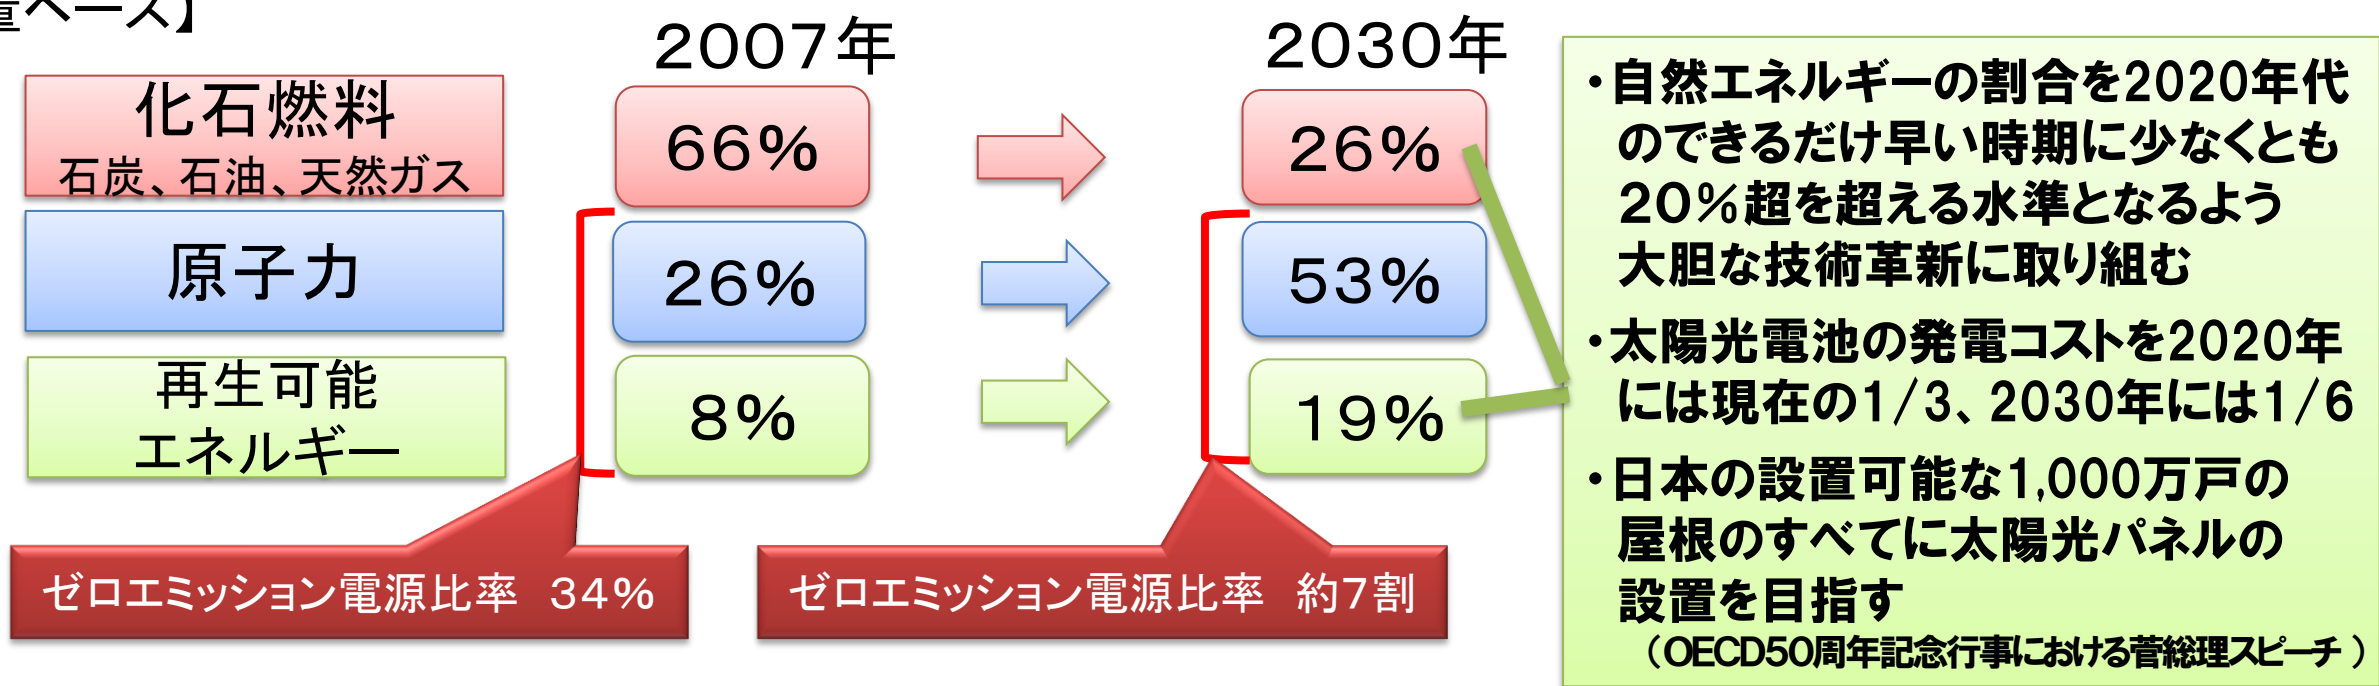 量ベース】
2007年
2030年
化石燃料
石炭、石油、天然ガス
66%
26%
原子力
26%
53%
再生可能
エネルギー
8%
19%
ゼロエミッション電源比率 34%
ゼロエミッション電源比率 約7割
・自然エネルギーの割合を2020年代
のできるだけ早い時期に少なくとも
20%超を超える水準となるよう
大胆な技術革新に取り組む
・太陽光電池の発電コストを2020年
には現在の1/3、2030年には1/6
・日本の設置可能な1,000万戸の
屋根のすべてに太陽光パネルの
設置を目指す
（OECD50周年記念行事における菅総理スピーチ）